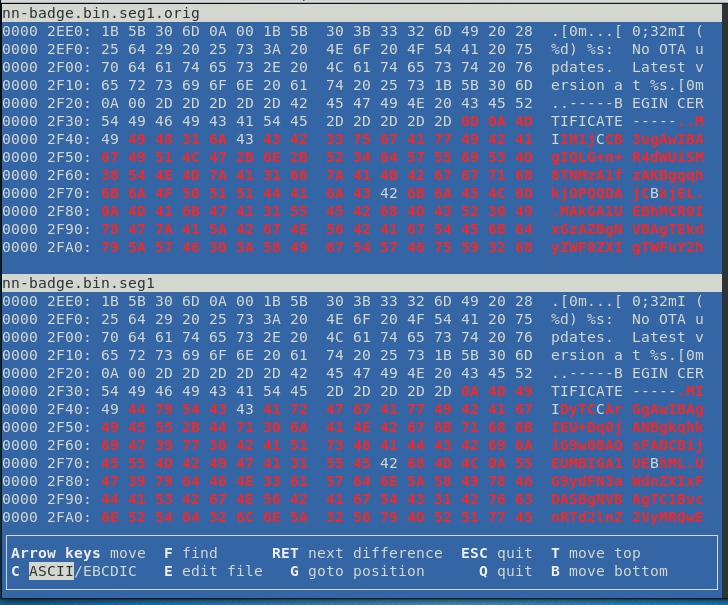 nn-badge.bin.seg1.orig
0000 2EE0: 1B 5B 30 6D 0A 00 1B 5B 30 3B 33 32 6D 49 20 28 .[0m...[ 0;32mI (
0000 2EF0: 25 64 29 20 25 73 3A 20 4E 6F 20 4F 54 41 20 75 %d) %s: No OTA u
0000 2F00: 70 64 61 74 65 73 2E 20 4C 61 74 65 73 74 20 76 pdates. Latest v
0000 2F10: 65 72 73 69 6F 6E 20 61 74 20 25 73 1B 5B 30 6D ersion a t %s.[0m
0000 2F20: 0A 00 2D 2D 2D 2D 2D 42 45 47 49 4E 20 43 45 52 ..-----B EGIN CER
0000 2F30: 54 49 46 49 43 41 54 45 2D 2D 2D 2D 2D 0D 0A 4D TIFICATE -----..M
0000 2F40: 49 49 48 31 6A 43 43 42 33 75 67 41 77 49 42 41 IIH1jCCB 3ugAwIBA
0000 2F50: 67 49 51 4C 47 2B 6E 2B 52 34 64 57 55 69 53 4D gIQLG+n+ R4dWUiSM
0000 2F60: 38 54 4E 4D 7A 41 31 66 7A 41 4B 42 67 67 71 68 8TNMzA1f zAKBggqh
0000 2F70: 6B 6A 4F 50 51 51 44 41 6A 43 42 6B 6A 45 4C 0D kjOPQQDA jCBkjEL.
0000 2F80: 0A 4D 41 6B 47 41 31 55 45 42 68 4D 43 52 30 49 .MAkGA1U EBhMCR0I
0000 2F90: 78 47 7A 41 5A 42 67 4E 56 42 41 67 54 45 6B 64 xGzAZBgN VBAgTEkd
0000 2FA0: 79 5A 57 46 30 5A 58 49 67 54 57 46 75 59 32 68 yZWF0ZXI gTWFuY2h
nn-badge.bin.seg1
0000 2EE0: 1B 5B 30 6D 0A 00 1B 5B 30 3B 33 32 6D 49 20 28 .[0m...[ 0;32mI (
0000 2EF0: 25 64 29 20 25 73 3A 20 4E 6F 20 4F 54 41 20 75 %d) %s: No OTA u
0000 2F00: 70 64 61 74 65 73 2E 20 4C 61 74 65 73 74 20 76 pdates. Latest v
0000 2F10: 65 72 73 69 6F 6E 20 61 74 20 25 73 1B 5B 30 6D ersion a t %s.[0m
0000 2F20: 0A 00 2D 2D 2D 2D 2D 42 45 47 49 4E 20 43 45 52 ..-----B EGIN CER
0000 2F30: 54 49 46 49 43 41 54 45 2D 2D 2D 2D 2D 0A 4D 49 TIFICATE -----.MI
0000 2F40: 49 44 79 54 43 43 41 72 47 67 41 77 49 42 41 67 IDyTCCAr GgAwIBAg
0000 2F50: 49 45 55 2B 44 71 30 6A 41 4E 42 67 6B 71 68 6B IEU+Dq0j ANBgkqhk
0000 2F60: 69 47 39 77 30 42 41 51 73 46 41 44 43 42 69 6A iG9w0BAQ sFADCBij
0000 2F70: 45 55 4D 42 49 47 41 31 55 45 42 68 4D 4C 0A 55 EUMBIGA1 UEBhML.U
0000 2F80: 47 39 79 64 46 4E 33 61 57 64 6E 5A 58 49 78 46 G9ydFN3a WdnZXIxF
0000 2F90: 44 41 53 42 67 4E 56 42 41 67 54 43 31 42 76 63 DASBgNVB AgTC1Bvc
0000 2FA0: 6E 52 54 64 32 6C 6E 5A 32 56 79 4D 52 51 77 45 nRTd2lnZ 2VyMRQwE
Arrow keys move F find RET next difference ESC quit T move top
C ASCII/EBCDIC E edit file G goto position Q quit B move bottom